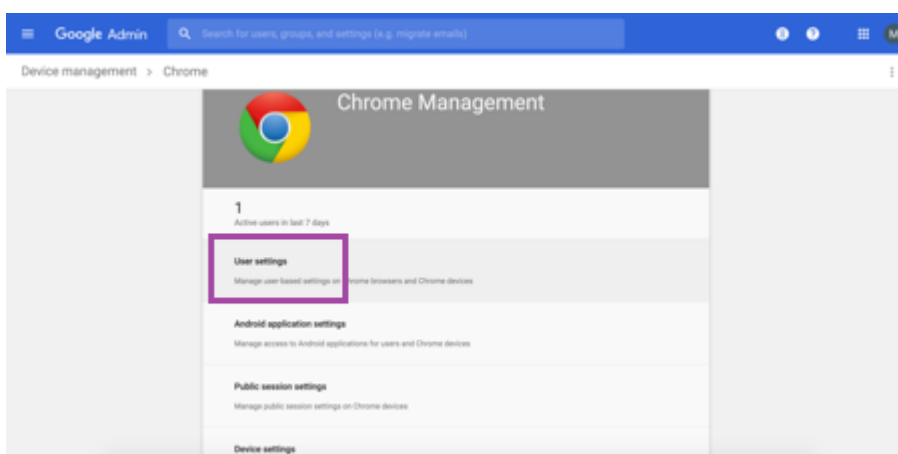 Google Admin
Search for users, groups, and settings (e.g. migrate emails)
Device management > Chrome
Chrome Management
1
Active users in last 7 days
User settings
Manage user-based settings on Chrome browsers and Chrome devices
Android application settings
Manage access to Android applications for users and Chrome devices
Public session settings
Manage public session settings on Chrome devices
Device settings